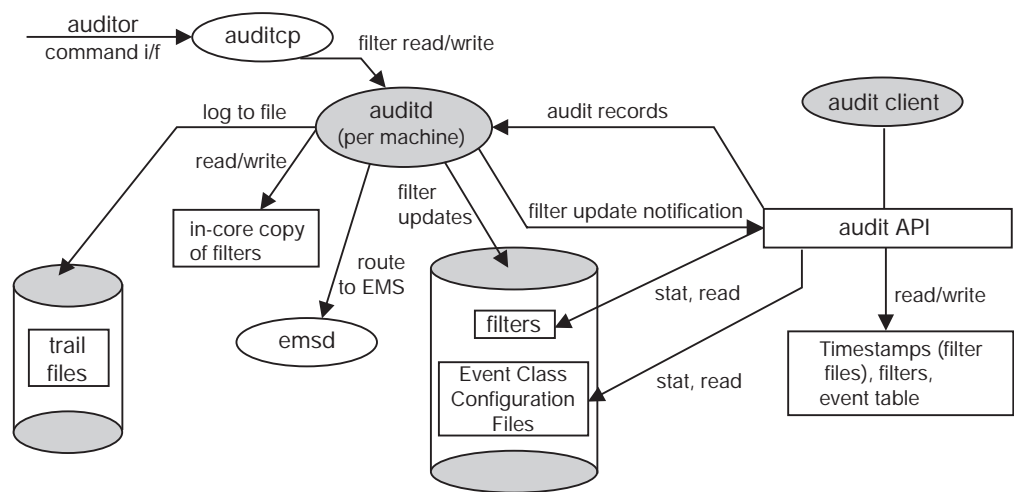 auditor
command i/f
auditcp
filter read/write
auditd
(per machine)
log to file
read/write
audit records
audit client
filter
updates
filter update notification
audit API
in-core copy
of filters
route
to EMS
emsd
trail
files
filters
Event Class
Configuration
Files
stat, read
stat, read
read/write
Timestamps (filter
files), filters,
event table